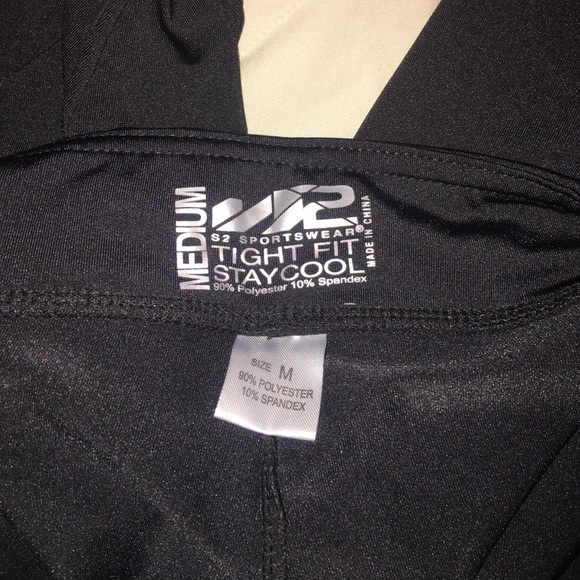 MEDIUM
S2 SPORTSWEAR®
TIGHT FIT
STAY COOL
90% Polyester 10% Spandex
MADE IN CHINA
SIZE M
90% POLYESTER
10% SPANDEX